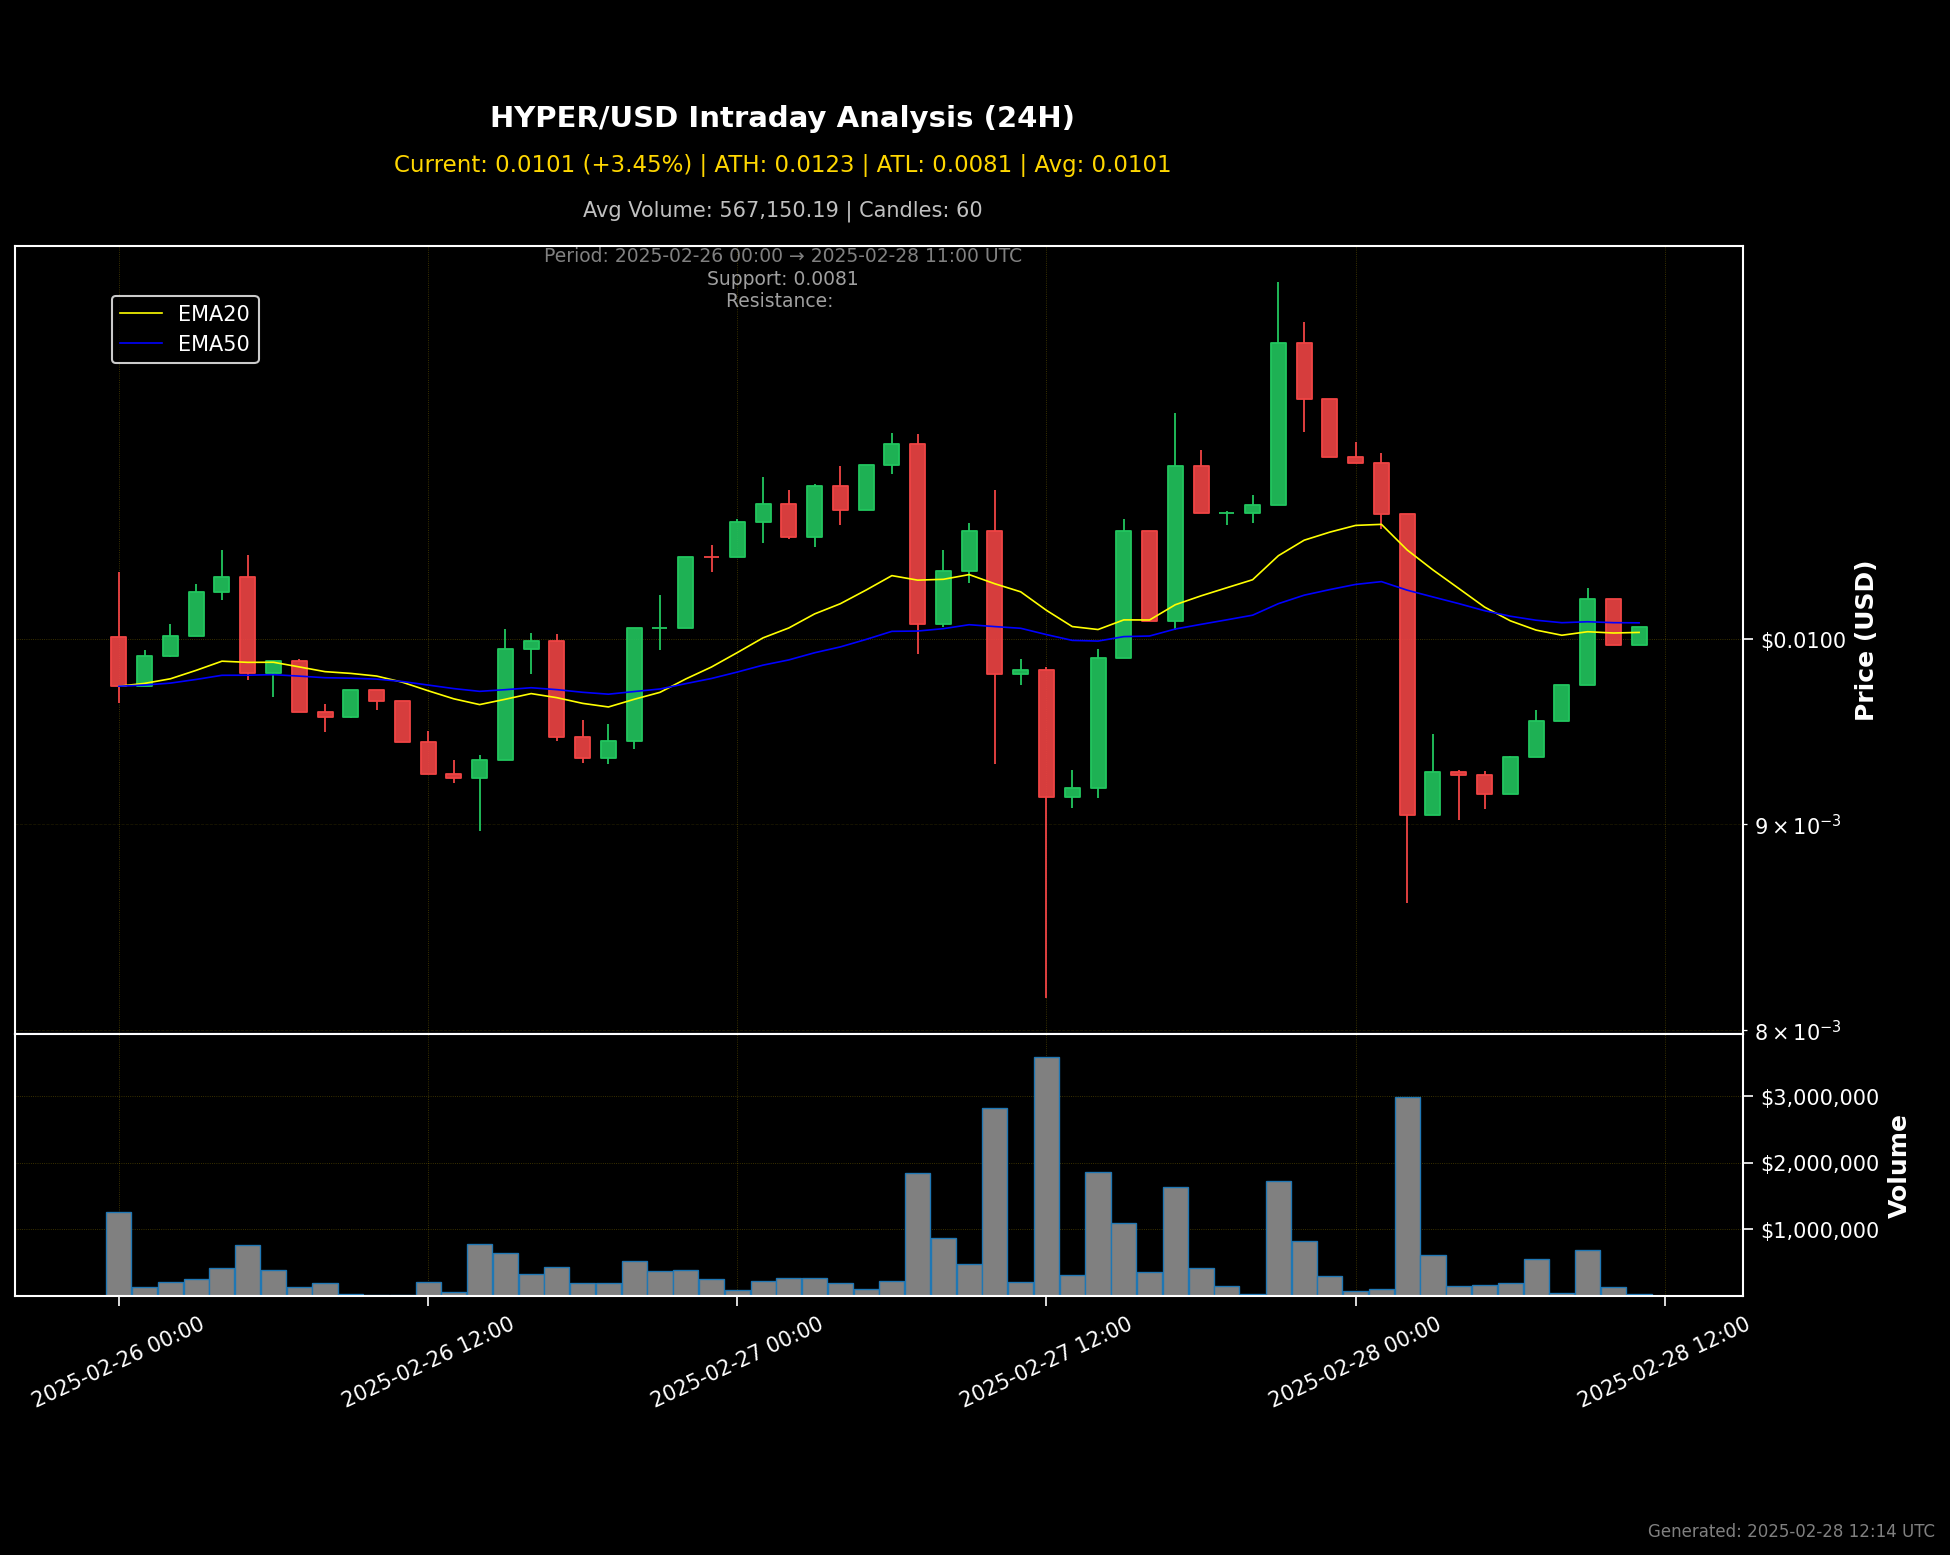 HYPER/USD Intraday Analysis (24H)
Current: 0.0101 (+3.45%) | ATH: 0.0123 | ATL: 0.0081 | Avg: 0.0101
Avg Volume: 567,150.19 | Candles: 60
Period: 2025-02-26 00:00 → 2025-02-28 11:00 UTC
Support: 0.0081
Resistance:
EMA20
EMA50
$0.0100
9 × 10⁻³
8 × 10⁻³
Price (USD)
$3,000,000
$2,000,000
$1,000,000
Volume
2025-02-26 00:00
2025-02-26 12:00
2025-02-27 00:00
2025-02-27 12:00
2025-02-28 00:00
2025-02-28 12:00
Generated: 2025-02-28 12:14 UTC